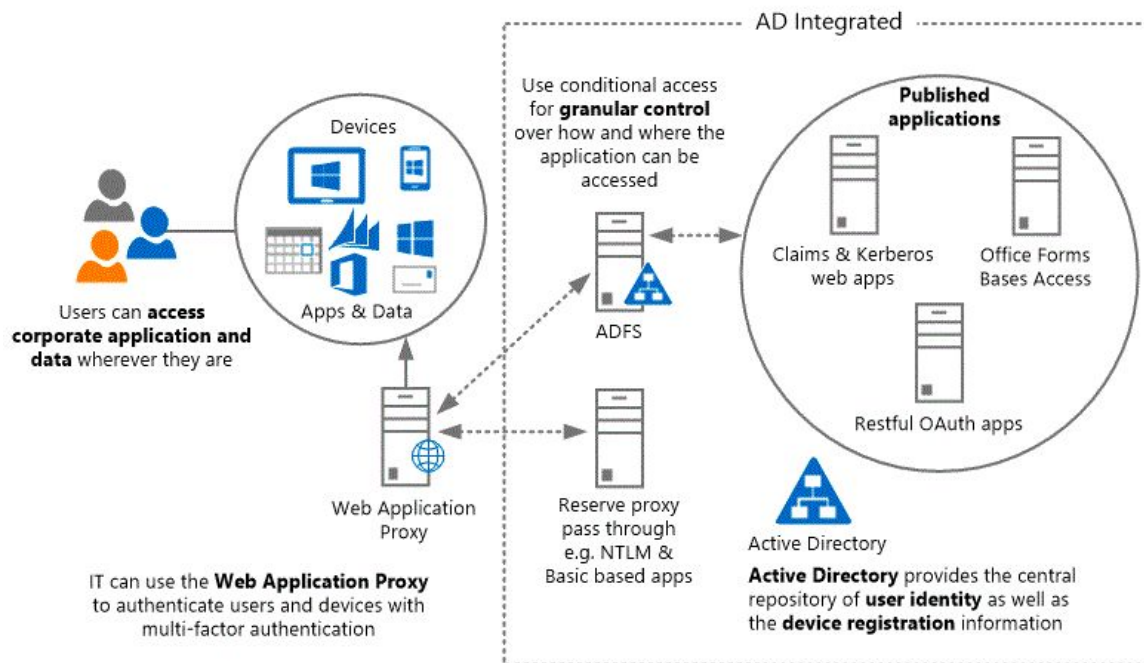 AD Integrated
Devices
Apps & Data
Users can access
corporate application and
data wherever they are
Use conditional access
for granular control
over how and where the
application can be
accessed
ADFS
Published
applications
Claims & Kerberos
web apps
Office Forms
Bases Access
Restful OAuth apps
Web Application
Proxy
Reserve proxy
pass through
e.g. NTLM &
Basic based apps
Active Directory
IT can use the Web Application Proxy
to authenticate users and devices with
multi-factor authentication
Active Directory provides the central
repository of user identity as well as
the device registration information